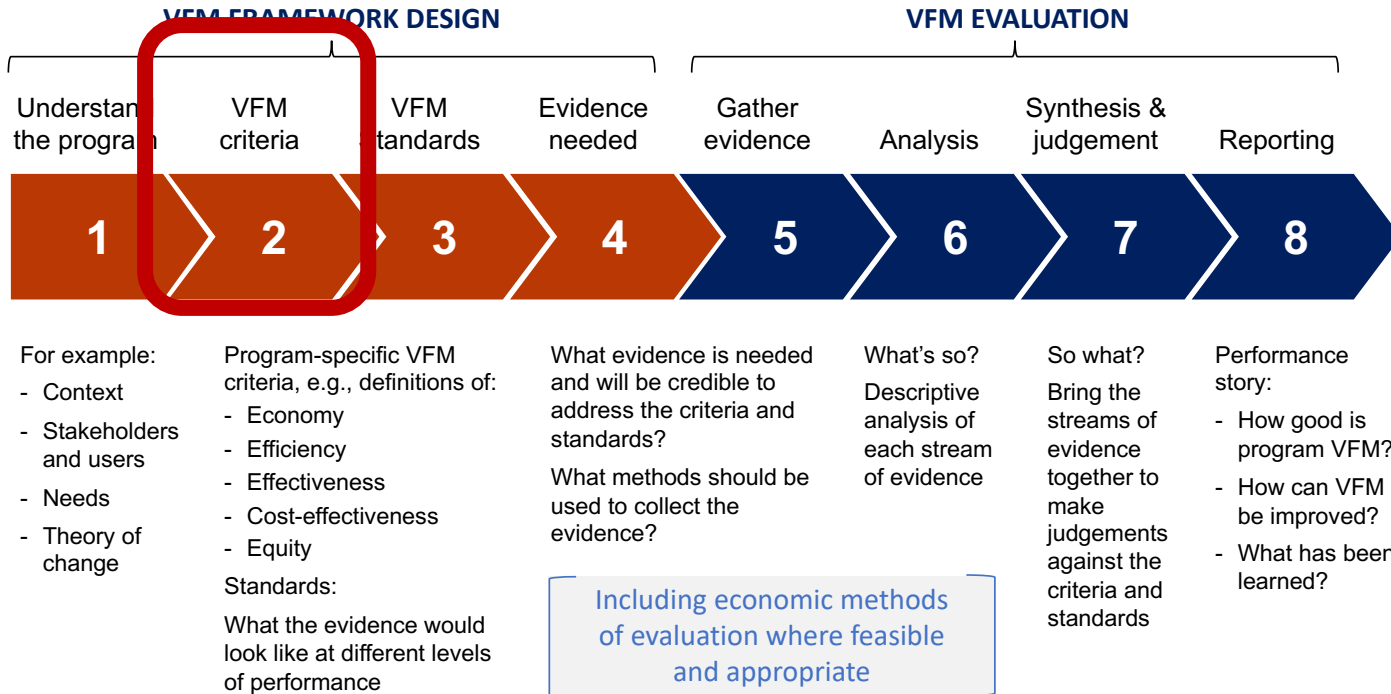 VFM FRAMEWORK DESIGN
VFM EVALUATION
Understand
the program
VFM
criteria
VFM
Standards
Evidence
needed
Gather
evidence
Analysis
Synthesis &
judgement
Reporting
1
2
3
4
5
6
7
8
For example:
- Context
- Stakeholders
and users
- Needs
- Theory of
change
Program-specific VFM
criteria, e.g., definitions of:
- Economy
- Efficiency
- Effectiveness
- Cost-effectiveness
- Equity
Standards:
What the evidence would
look like at different levels
of performance
What evidence is needed
and will be credible to
address the criteria and
standards?
What methods should be
used to collect the
evidence?
Including economic methods
of evaluation where feasible
and appropriate
What's so?
Descriptive
analysis of
each stream
of evidence
So what?
Bring the
streams of
evidence
together to
make
judgements
against the
criteria and
standards
Performance
story:
- How good is
program VFM?
- How can VFM
be improved?
- What has been
learned?